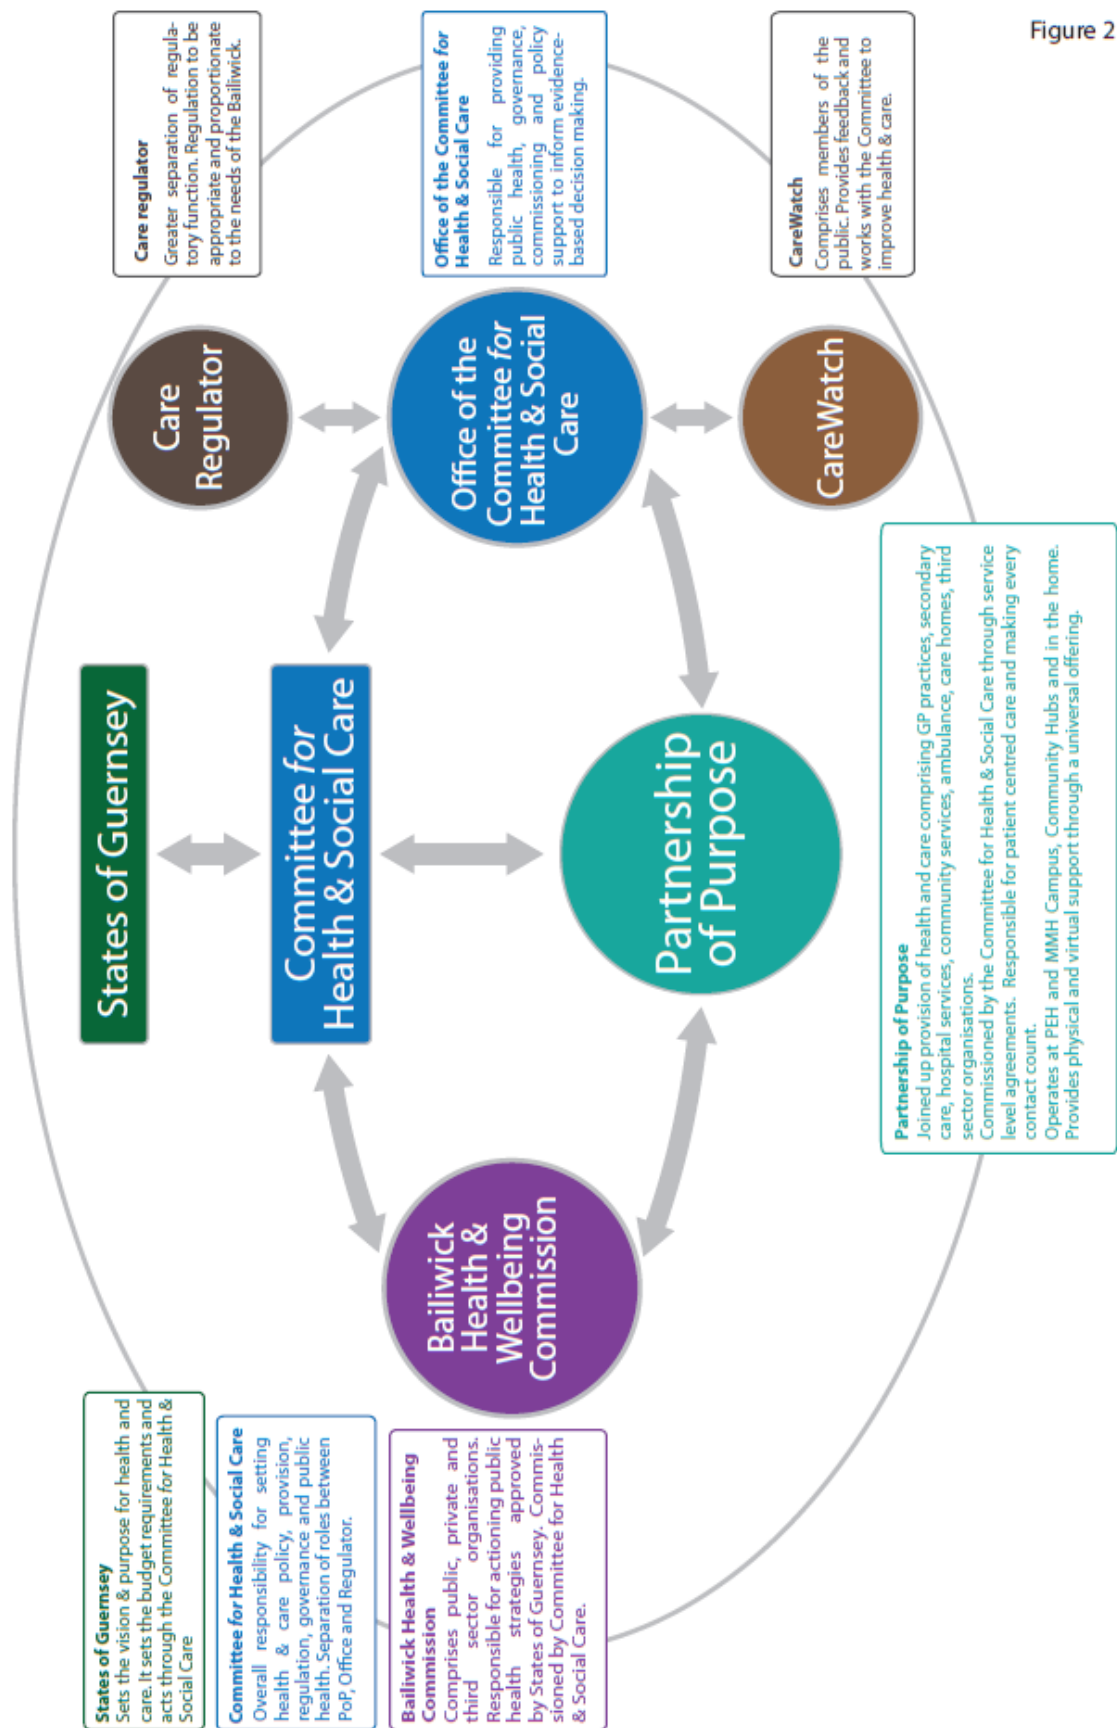 Figure 2
States of Guernsey
Sets the vision & purpose for health and
care. It sets the budget requirements and
acts through the Committee for Health &
Social Care
Committee for Health & Social Care
Overall responsibility for setting
health & care policy, provision,
regulation, governance and public
health. Separation of roles between
PoP, Office and Regulator.
Bailiwick Health & Wellbeing
Commission
Comprises public, private and
third sector organisations.
Responsible for actioning public
health strategies approved
by States of Guernsey. Commis-
sioned by Committee for Health
& Social Care.
States of Guernsey
Committee for
Health & Social Care
Bailiwick
Health &
Wellbeing
Commission
Partnership
of Purpose
Care
Regulator
Office of the
Committee for
Health & Social
Care
CareWatch
Care regulator
Greater separation of regula-
tory function. Regulation to be
appropriate and proportionate
to the needs of the Bailiwick.
Office of the Committee for
Health & Social Care
Responsible for providing
public health, governance,
commissioning and policy
support to inform evidence-
based decision making.
CareWatch
Comprises members of the
public. Provides feedback and
works with the Committee to
improve health & care.
Partnership of Purpose
Joined up provision of health and care comprising GP practices, secondary
care, hospital services, community services, ambulance, care homes, third
sector organisations.
Commissioned by the Committee for Health & Social Care through service
level agreements. Responsible for patient centred care and making every
contact count.
Operates at PEH and MMH Campus, Community Hubs and in the home.
Provides physical and virtual support through a universal offering.